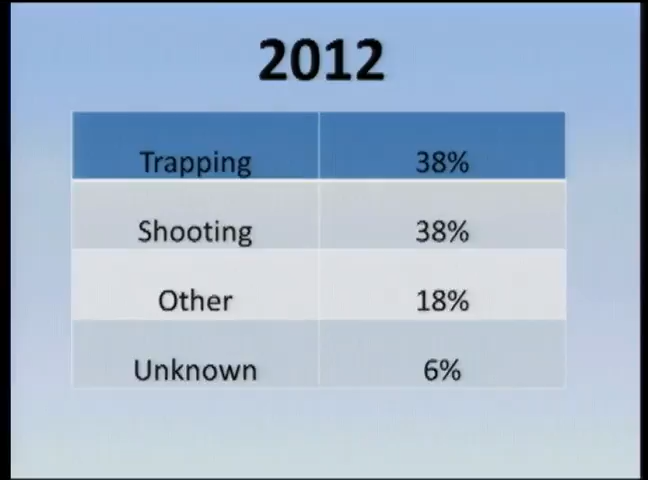 2012
Trapping 38%
Shooting 38%
Other 18%
Unknown 6%